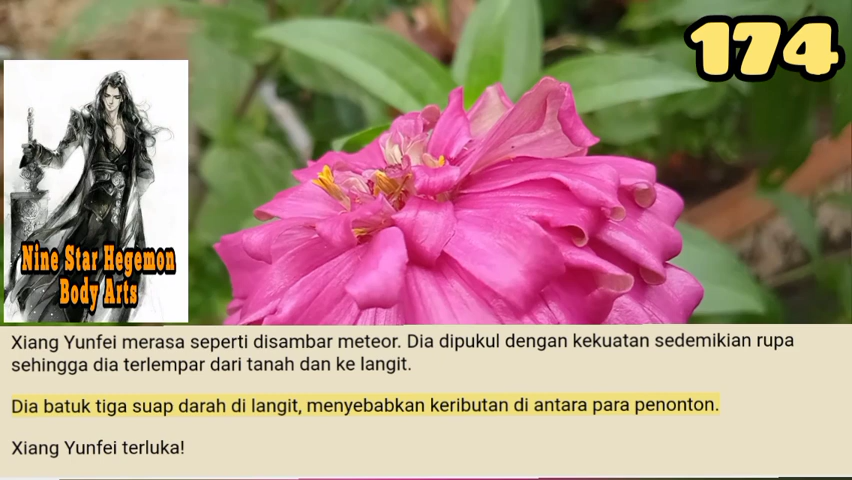 174
Nine Star Hegemon
Body Arts
Xiang Yunfei merasa seperti disambar meteor. Dia dipukul dengan kekuatan sedemikian rupa
sehingga dia terlempar dari tanah dan ke langit.
Dia batuk tiga suap darah di langit, menyebabkan keributan di antara para penonton.
Xiang Yunfei terluka!